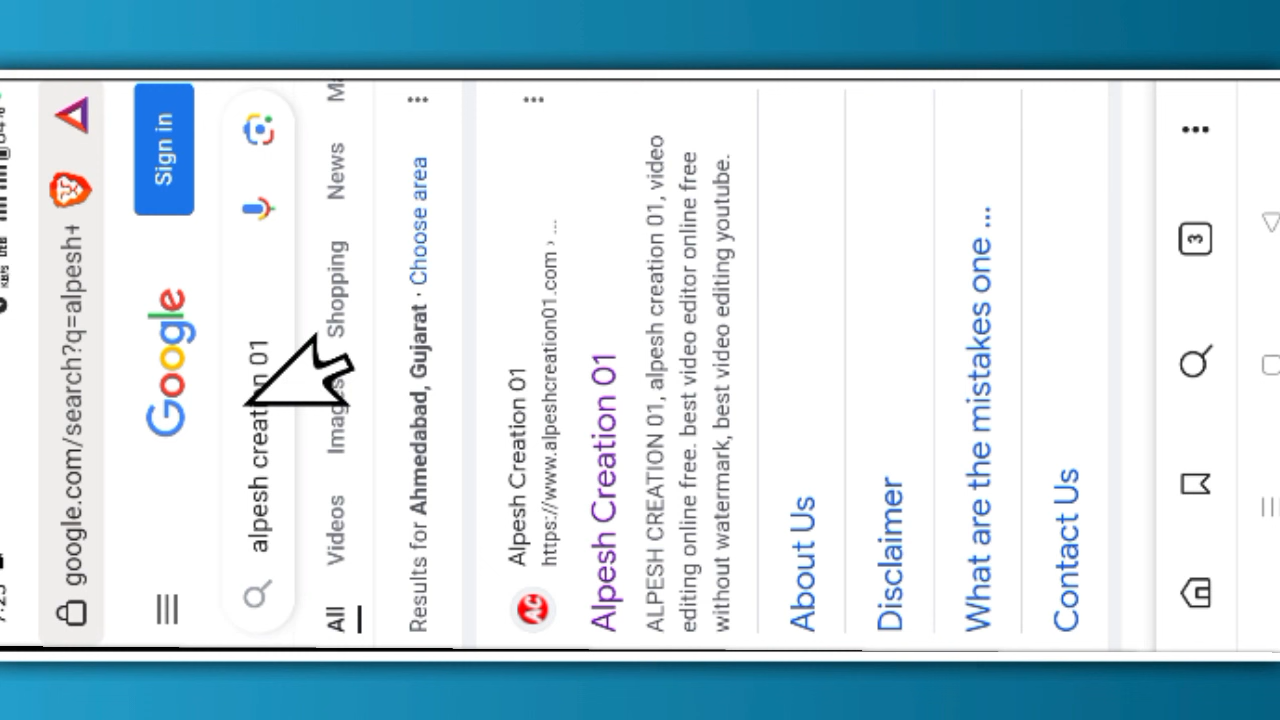 google.com/search?q=alpesh+
Google
Sign in
alpesh creation 01
All Videos Images Shopping News
Results for Ahmedabad, Gujarat · Choose area
Alpesh Creation 01
https://www.alpeshcreation01.com › ...
Alpesh Creation 01
ALPESH CREATION 01, alpesh creation 01, video
editing online free. best video editor online free
without watermark, best video editing youtube.
About Us
Disclaimer
What are the mistakes one ...
Contact Us
3